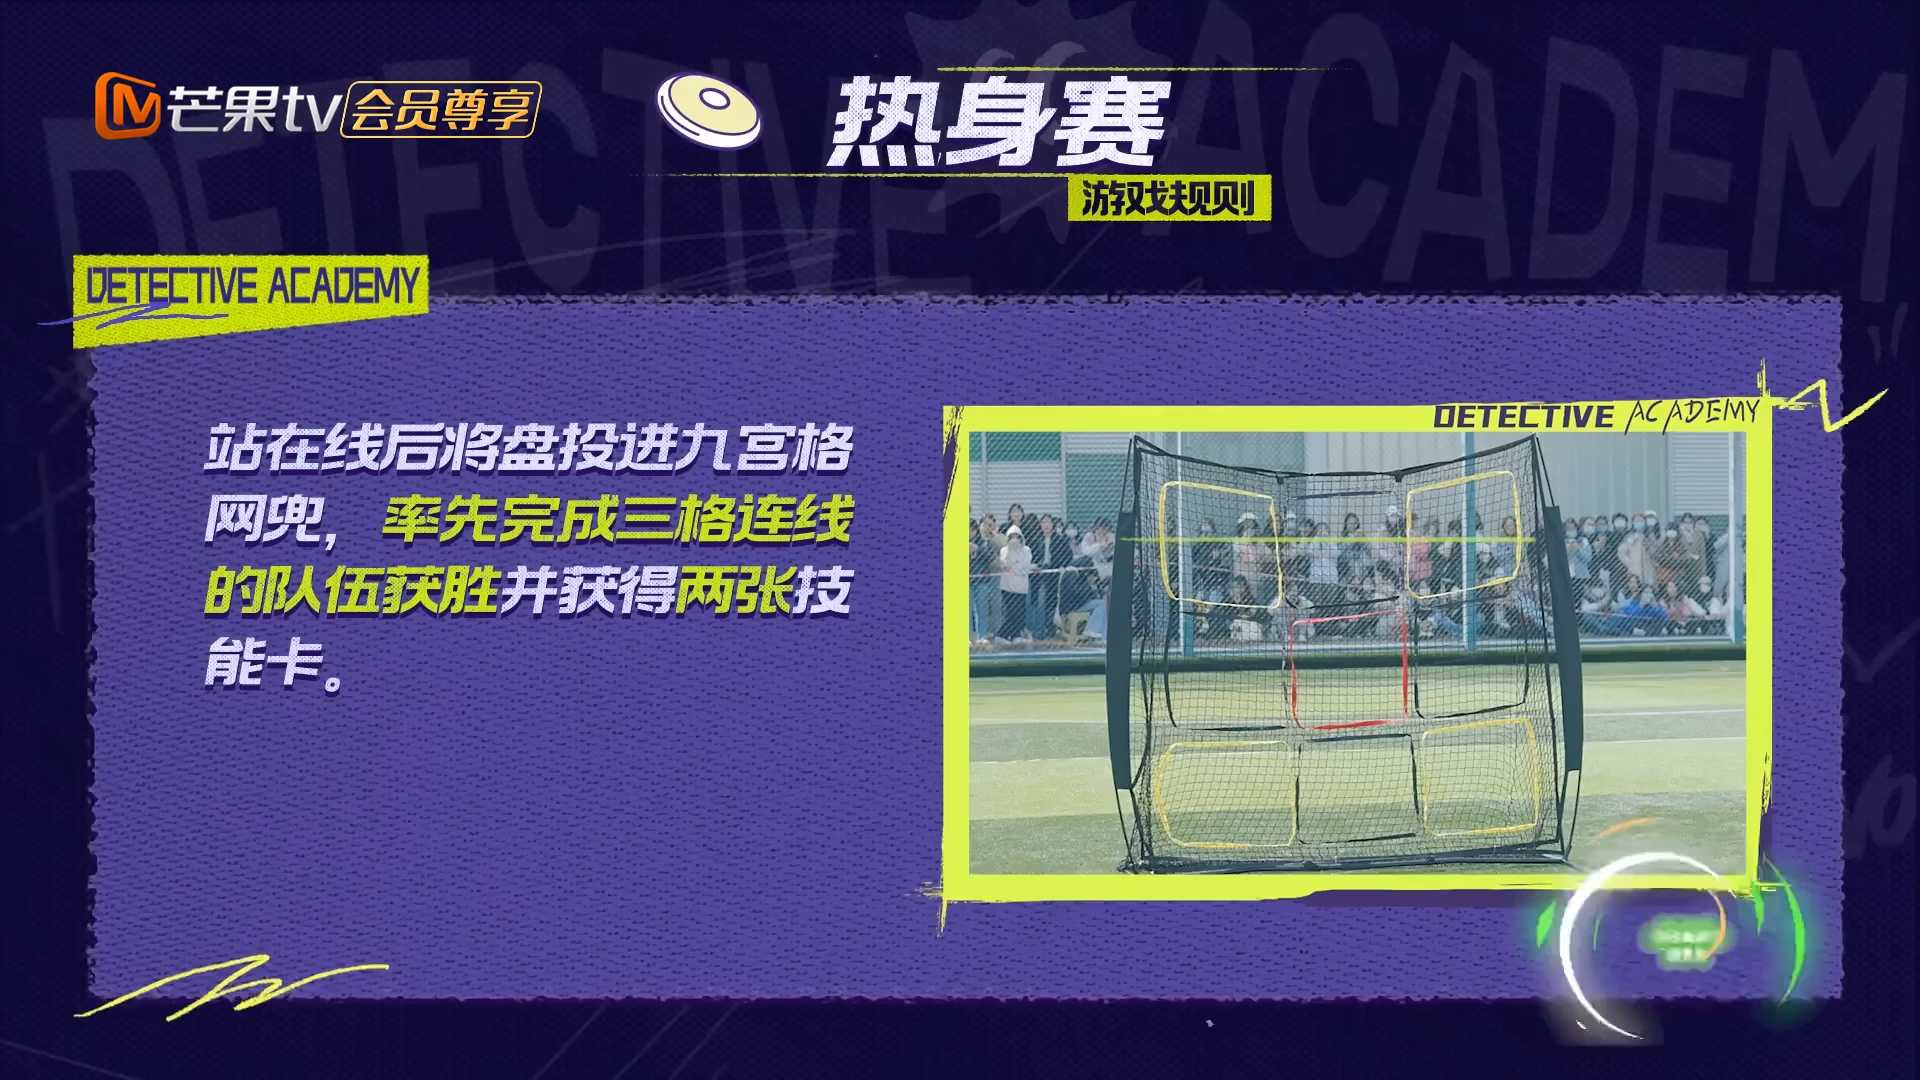 芒果tv会员尊享
热身赛
游戏规则
DETECTIVE ACADEMY
DETECTIVE ACADEMY
站在线后将盘投进九宫格
网兜，率先完成三格连线
的队伍获胜并获得两张技
能卡。
DETECTIVE ACADEMY